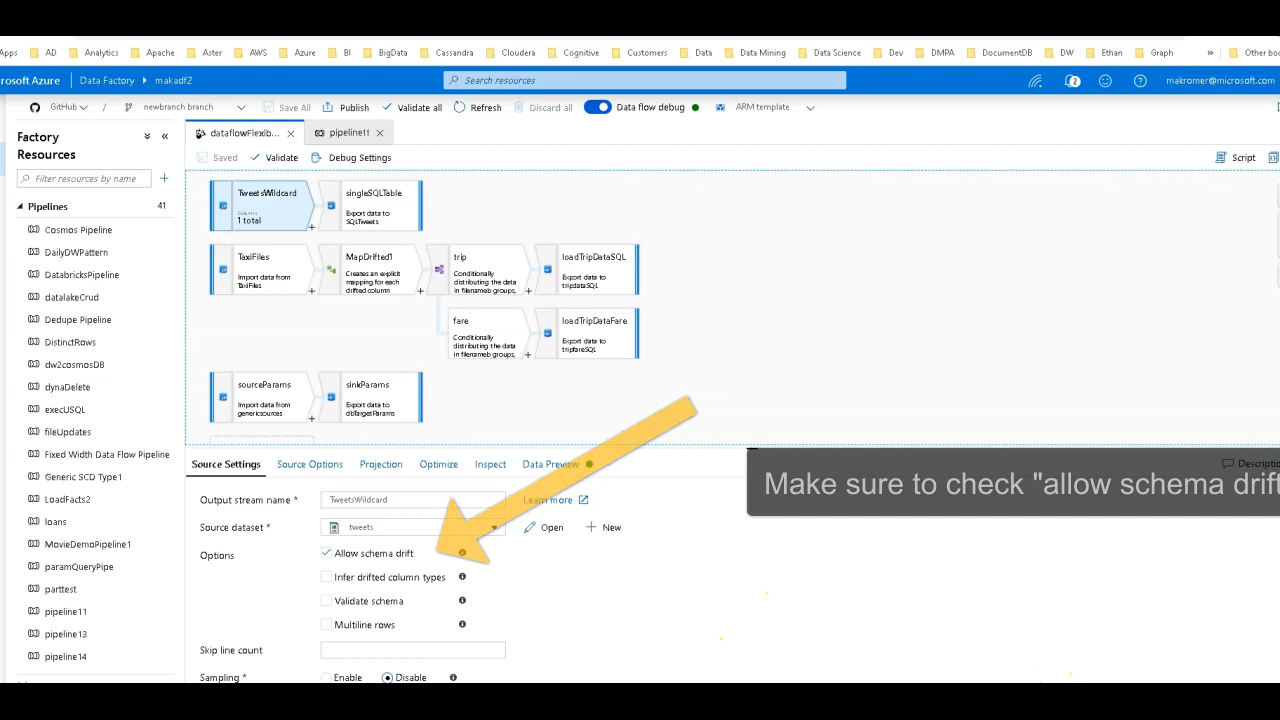 Apps AD Analytics Apache Aster AWS Azure BI BigData Cassandra Cloudera Cognitive Customers Data Data Mining Data Science Dev DMPA DocumentDB DW Ethan Graph » Other boo
rosoft Azure Data Factory makadf2 Search resources 2 makromer@microsoft.com
GitHub / newbranch branch Save All Publish Validate all Refresh Discard all Data flow debug ARM template
Factory Resources
dataflowFlexib... pipeline11
Saved Validate Debug Settings Script
Filter resources by name
Pipelines 41
Cosmos Pipeline
DailyDWPattern
DatabricksPipeline
datalakeCrud
Dedupe Pipeline
DistinctRows
dw2cosmosDB
dynaDelete
execUSQL
fileUpdates
Fixed Width Data Flow Pipeline
Generic SCD Type1
LoadFacts2
loans
MovieDemoPipeline1
paramQueryPipe
parttest
pipeline11
pipeline13
pipeline14
TweetsWildcard
Columns:
1 total
singleSQLTable
Export data to
SQLTweets
TaxiFiles
Import data from
TaxiFiles
MapDrifted1
Creates an explicit
mapping for each
drifted column
trip
Conditionally
distributing the data
in filenameb groups,
loadTripDataSQL
Export data to
tripdataSQL
fare
Conditionally
distributing the data
in filenameb groups,
loadTripDataFare
Export data to
tripfareSQL
sourceParams
Import data from
genericsources
sinkParams
Export data to
dbTargetParams
Source Settings Source Options Projection Optimize Inspect Data Preview Descriptio
Make sure to check "allow schema drift
Output stream name * TweetsWildcard Learn more
Source dataset * tweets Open New
Options Allow schema drift
Infer drifted column types
Validate schema
Multiline rows
Skip line count
Sampling * Enable Disable